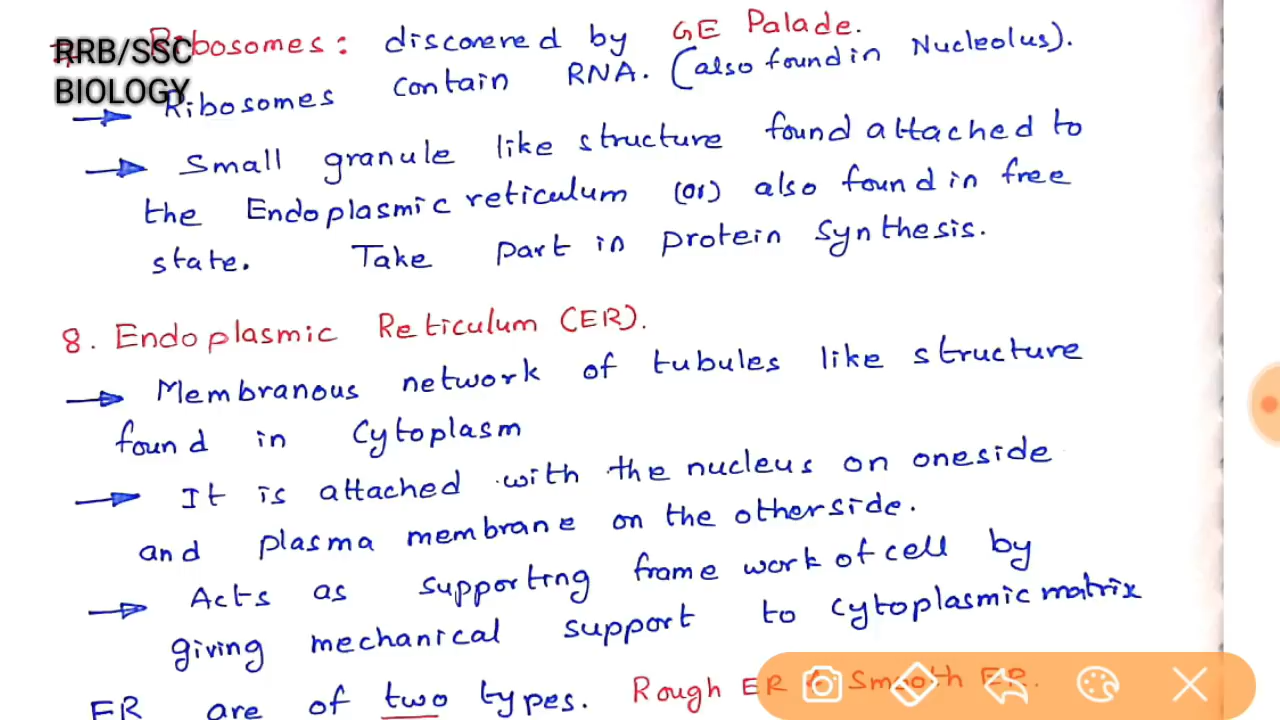 RRB/SSC
BIOLOGY
Ribosomes: discovered by GE Palade.
Ribosomes contain RNA. (also found in Nucleolus).
Small granule like structure found attached to
the Endoplasmic reticulum (or) also found in free
state. Take part in protein synthesis.
8. Endoplasmic Reticulum (ER).
Membranous network of tubules like structure
found in Cytoplasm
It is attached with the nucleus on oneside
and plasma membrane on the otherside.
Acts as supporting frame work of cell by
giving mechanical support to cytoplasmic matrix
ER are of two types. Rough ER & Smooth ER.